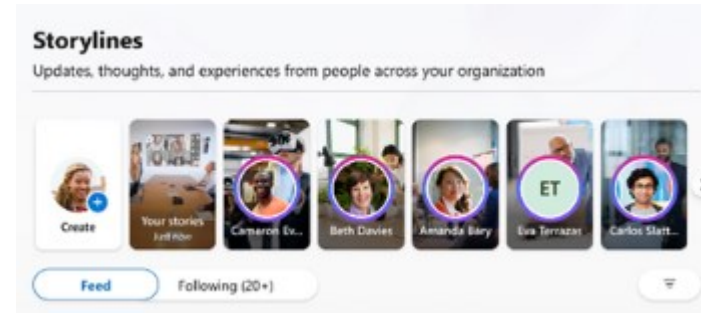 Storylines
Updates, thoughts, and experiences from people across your organization
Create
Your stories
Just Now
Cameron Ev...
Beth Davies
Amanda Bary
ET
Eva Terrazas
Carlos Slatt...
Feed
Following (20+)